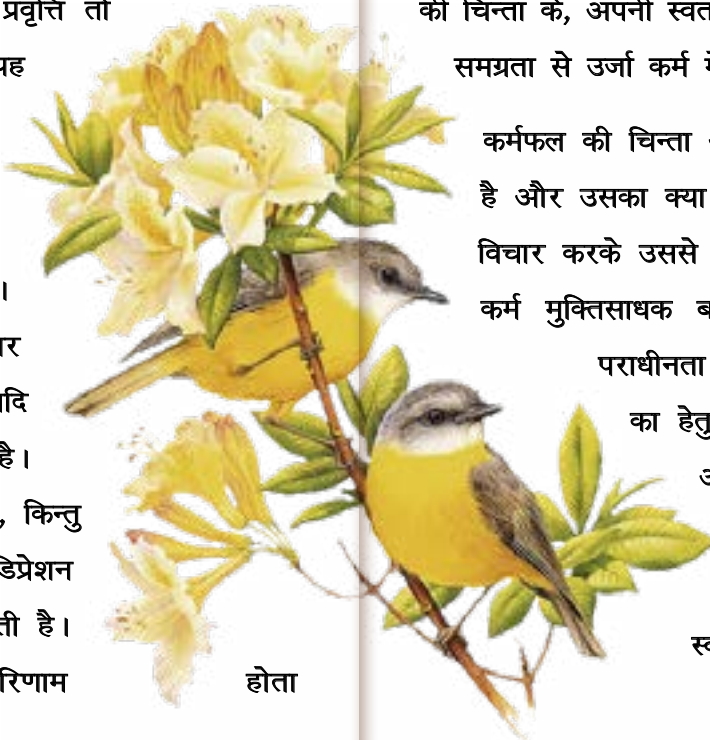 प्रवृत्ति तो
यह
।
है।
, किन्तु
डिप्रेशन
ती है।
रिणाम होता
की चिन्ता के, अपनी स्वत
समग्रता से उर्जा कर्म
कर्मफल की चिन्ता
है और उसका क्या
विचार करके उससे
कर्म मुक्तिसाधक ब
पराधीनता
का हेतु